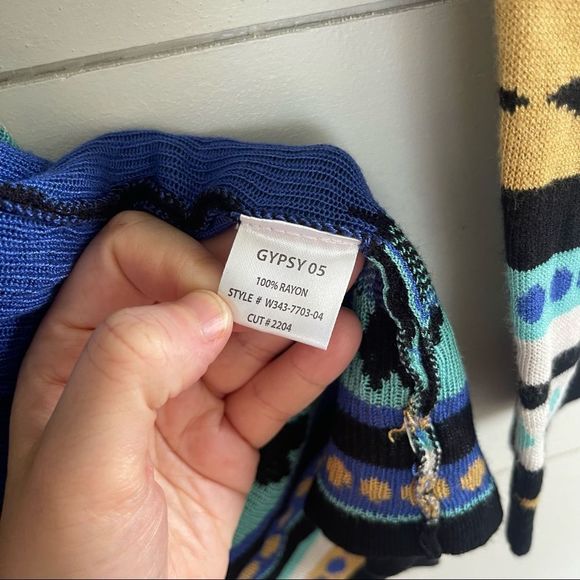 GYPSY 05
100% RAYON
STYLE # W343-7703-04
CUT # 2204